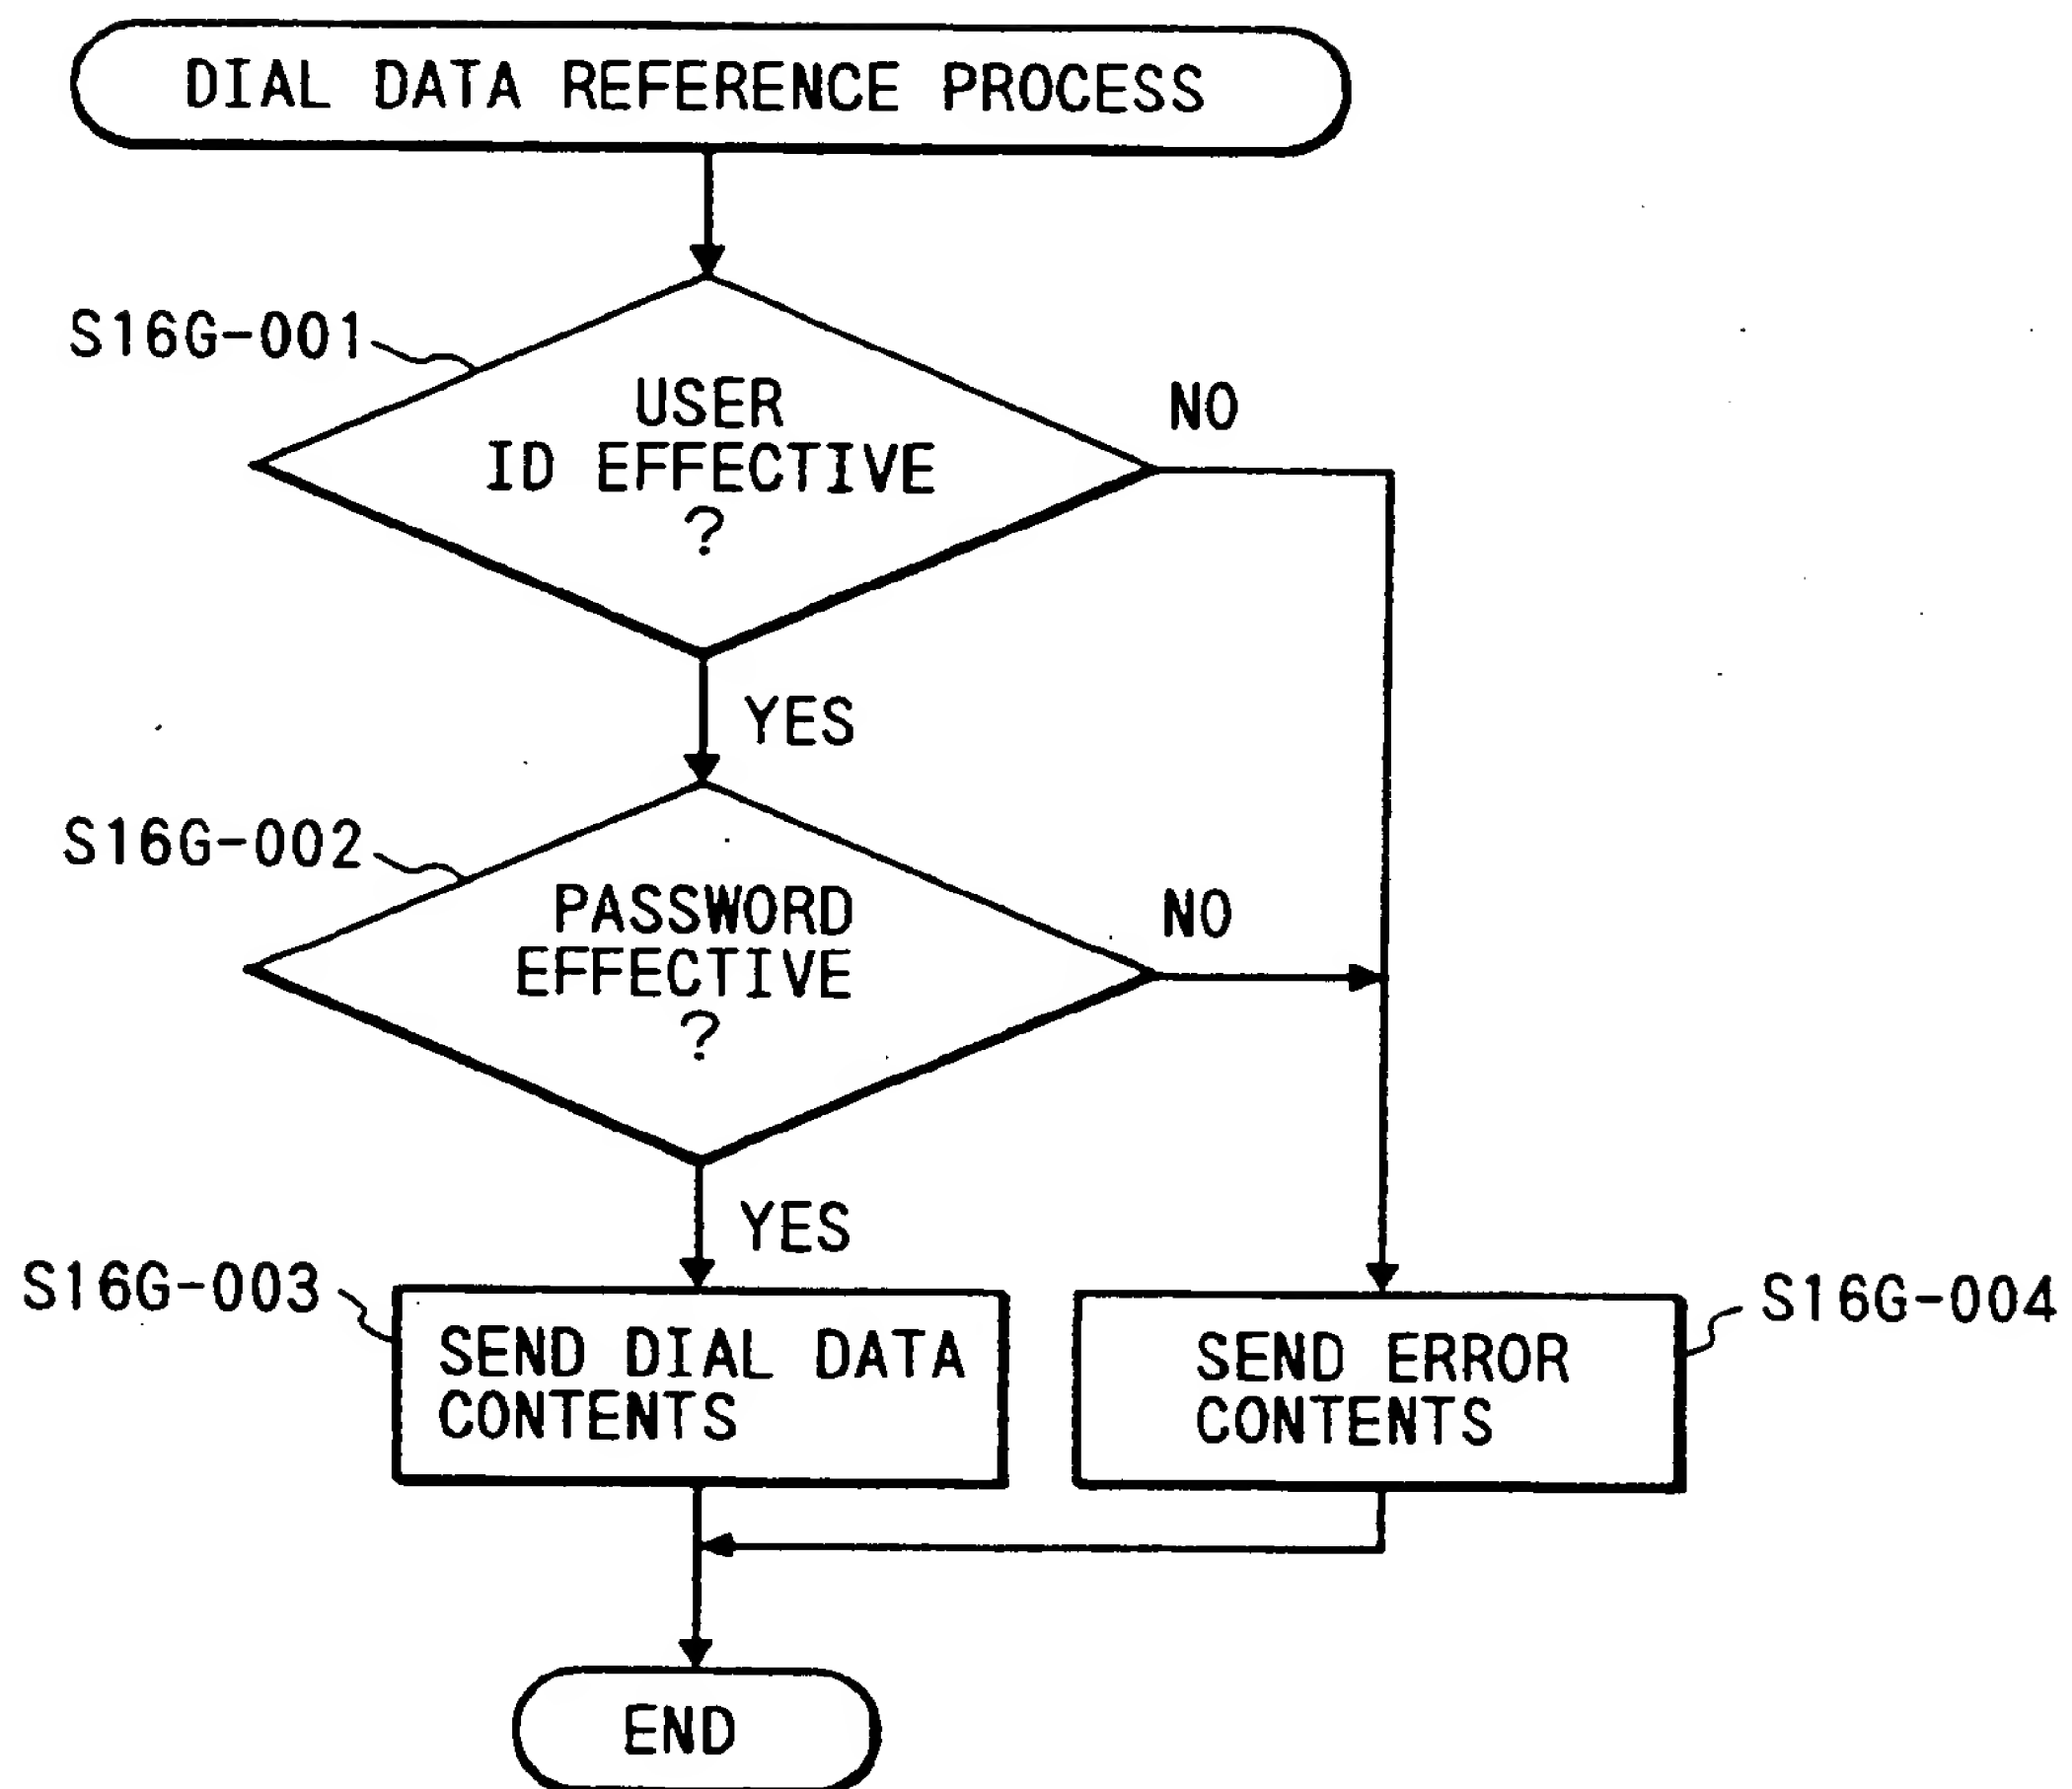 DIAL DATA REFERENCE PROCESS
S16G-001
USER
ID EFFECTIVE
?
NO
YES
S16G-002
PASSWORD
EFFECTIVE
?
NO
YES
S16G-003
SEND DIAL DATA
CONTENTS
S16G-004
SEND ERROR
CONTENTS
END